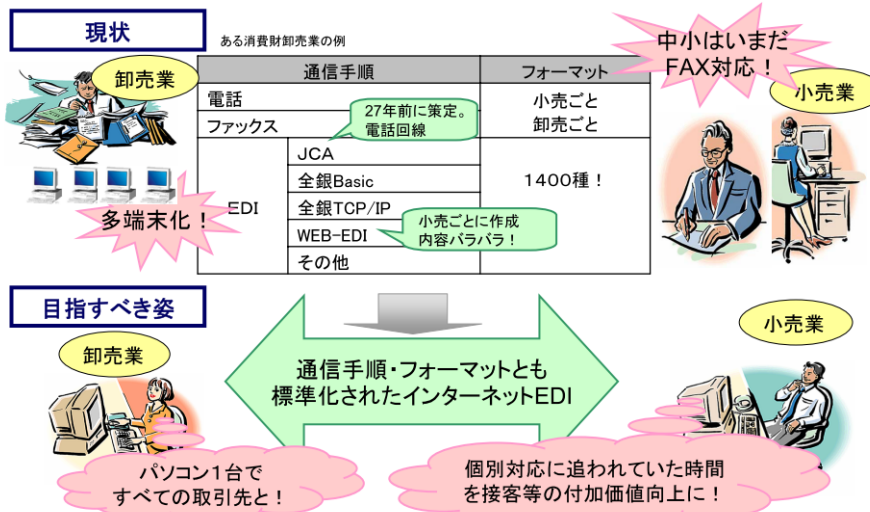 現状
ある消費財卸売業の例
中小はいまだ
FAX対応！
卸売業
小売業
通信手順
フォーマット
電話
ファックス
27年前に策定。
電話回線
小売ごと
卸売ごと
EDI
JCA
全銀Basic
全銀TCP/IP
WEB-EDI
その他
1400種！
小売ごとに作成
内容バラバラ！
多端末化！
目指すべき姿
卸売業
小売業
通信手順・フォーマットとも
標準化されたインターネットEDI
パソコン1台で
すべての取引先と！
個別対応に追われていた時間
を接客等の付加価値向上に！